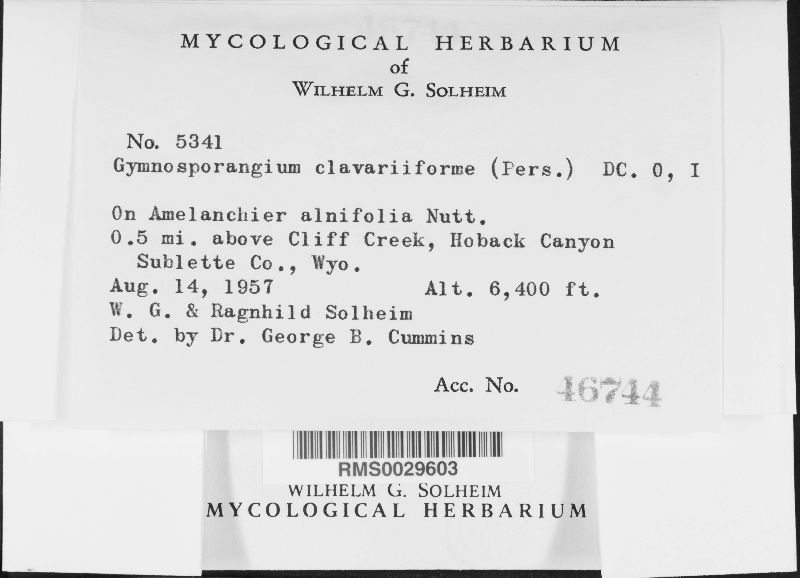 MYCOLOGICAL HERBARIUM
of
WILHELM G. SOLHEIM
No. 5341
Gymnosporangium clavariiforme (Pers.) DC. 0, I
On Amelanchier alnifolia Nutt.
0.5 mi. above Cliff Creek, Hoback Canyon
Sublette Co., Wyo.
Aug. 14, 1957 Alt. 6,400 ft.
W. G. & Ragnhild Solheim
Det. by Dr. George B. Cummins
Acc. No. 46744
RMS0029603
WILHELM G. SOLHEIM
MYCOLOGICAL HERBARIUM